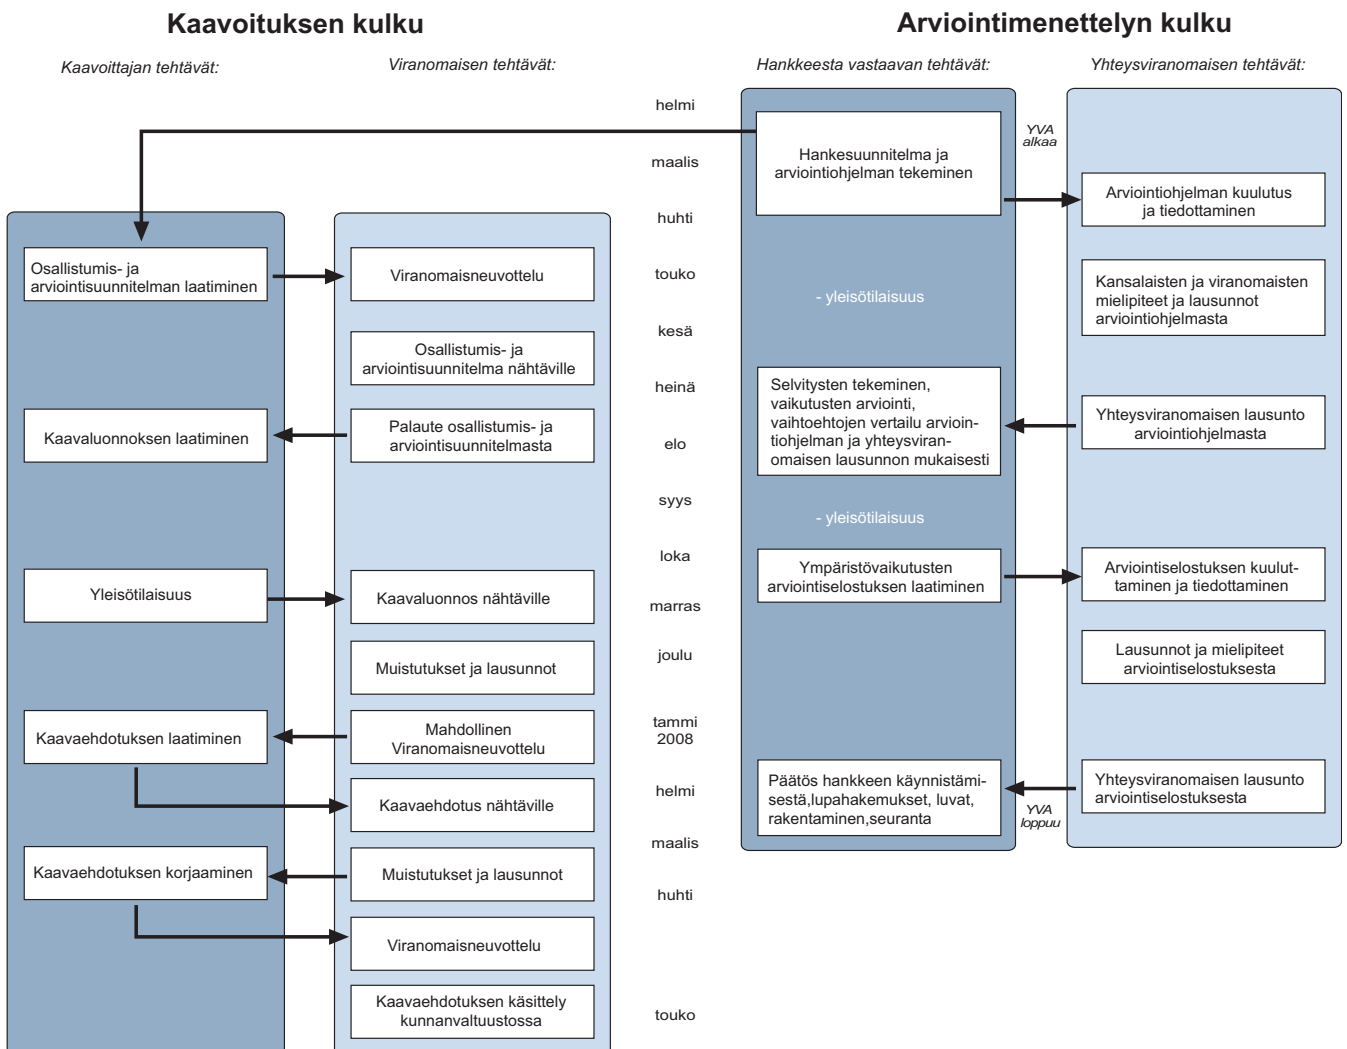 Kaavoituksen kulku
Arviointimenettelyn kulku
Kaavoittajan tehtävät:
Viranomaisen tehtävät:
Hankkeesta vastaavan tehtävät:
Yhteysviranomaisen tehtävät:
Osallistumis- ja
arviointisuunnitelman laatiminen
Kaavaluonnoksen laatiminen
Yleisötilaisuus
Kaavaehdotuksen laatiminen
Kaavaehdotuksen korjaaminen
Viranomaisneuvottelu
Osallistumis- ja
arviointisuunnitelma nähtäville
Palaute osallistumis- ja
arviointisuunnitelmasta
Kaavaluonnos nähtäville
Muistutukset ja lausunnot
Mahdollinen
Viranomaisneuvottelu
Kaavaehdotus nähtäville
Muistutukset ja lausunnot
Viranomaisneuvottelu
Kaavaehdotuksen käsittely
kunnanvaltuustossa
helmi
maalis
huhti
touko
kesä
heinä
elo
syys
loka
marras
joulu
tammi
2008
helmi
maalis
huhti
touko
Hankesuunnitelma ja
arviointiohjelman tekeminen
- yleisötilaisuus
Selvitysten tekeminen,
vaikutusten arviointi,
vaihtoehtojen vertailu arvioin-
tiohjelman ja yhteysviran-
omaisen lausunnon mukaisesti
- yleisötilaisuus
Ympäristövaikutusten
arviointiselostuksen laatiminen
Päätös hankkeen käynnistämi-
sestä,lupahakemukset, luvat,
rakentaminen,seuranta
YVA
alkaa
YVA
loppuu
Arviointiohjelman kuulutus
ja tiedottaminen
Kansalaisten ja viranomaisten
mielipiteet ja lausunnot
arviointiohjelmasta
Yhteysviranomaisen lausunto
arviointiohjelmasta
Arviointiselostuksen kuulut-
taminen ja tiedottaminen
Lausunnot ja mielipiteet
arviointiselostuksesta
Yhteysviranomaisen lausunto
arviointiselostuksesta